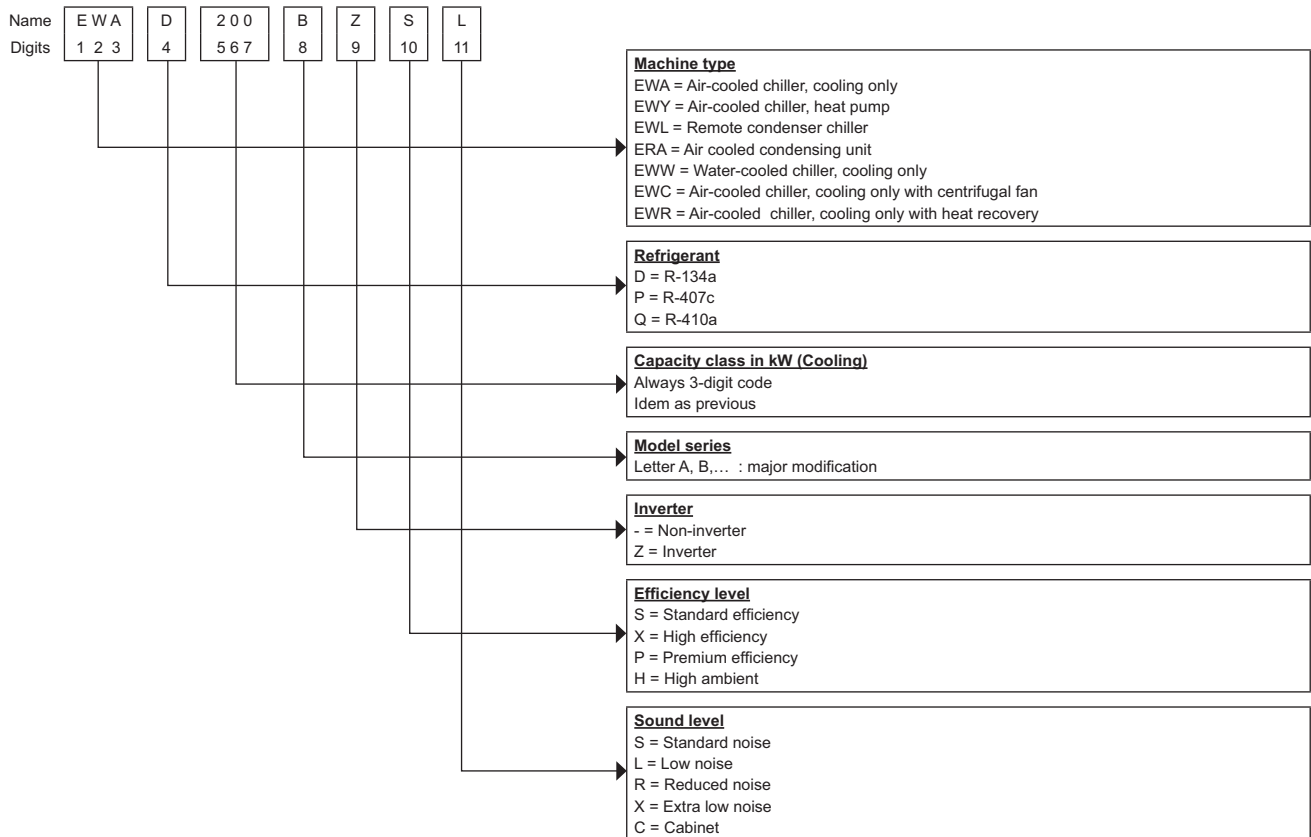 Name E W A D 2 0 0 B Z S L
Digits 1 2 3 4 5 6 7 8 9 10 11
Machine type
EWA = Air-cooled chiller, cooling only
EWY = Air-cooled chiller, heat pump
EWL = Remote condenser chiller
ERA = Air cooled condensing unit
EWW = Water-cooled chiller, cooling only
EWC = Air-cooled chiller, cooling only with centrifugal fan
EWR = Air-cooled chiller, cooling only with heat recovery
Refrigerant
D = R-134a
P = R-407c
Q = R-410a
Capacity class in kW (Cooling)
Always 3-digit code
Idem as previous
Model series
Letter A, B,… : major modification
Inverter
- = Non-inverter
Z = Inverter
Efficiency level
S = Standard efficiency
X = High efficiency
P = Premium efficiency
H = High ambient
Sound level
S = Standard noise
L = Low noise
R = Reduced noise
X = Extra low noise
C = Cabinet